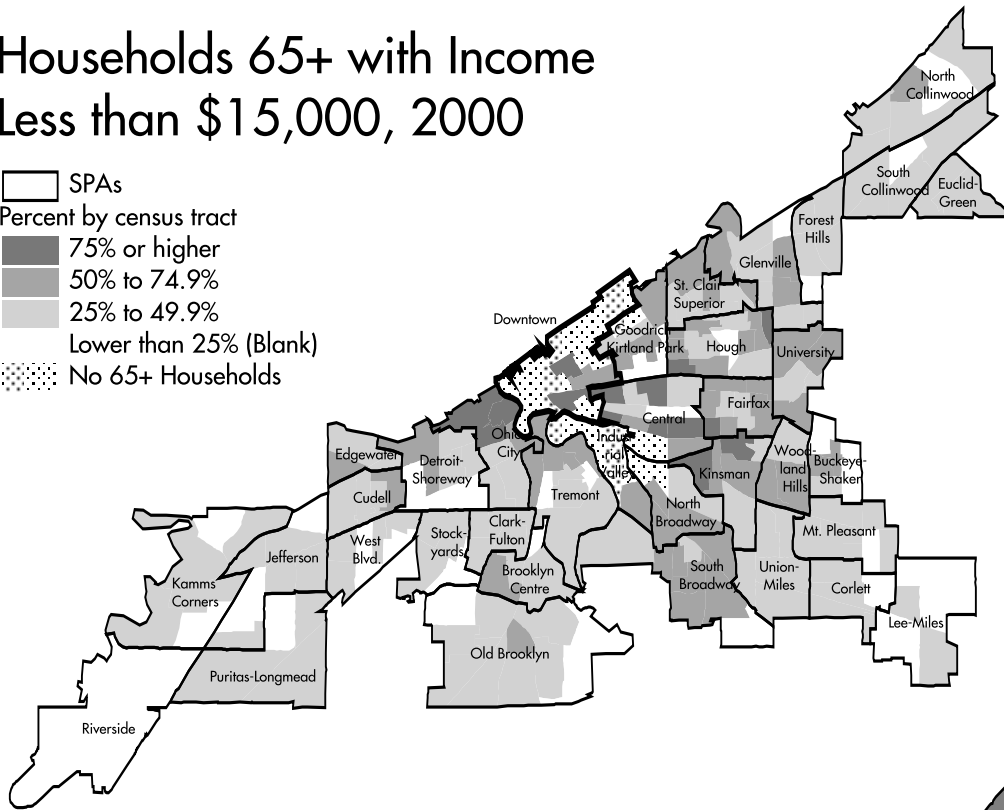 Households 65+ with Income
Less than $15,000, 2000
SPAs
Percent by census tract
75% or higher
50% to 74.9%
25% to 49.9%
Lower than 25% (Blank)
No 65+ Households
North
Collinwood
South
Collinwood
Euclid-
Green
Forest
Hills
Glenville
St. Clair
Superior
Downtown
Goodrich
Kirtland Park
Hough
University
Fairfax
Central
Ohio
City
Indus-
trial
Valley
Edgewater
Detroit-
Shoreway
Cudell
Tremont
Kinsman
Wood-
land
Hills
Buckeye-
Shaker
North
Broadway
Mt. Pleasant
Clark-
Fulton
Stock-
yards
West
Blvd.
Jefferson
Kamms
Corners
Brooklyn
Centre
South
Broadway
Union-
Miles
Corlett
Lee-Miles
Old Brooklyn
Puritas-Longmead
Riverside